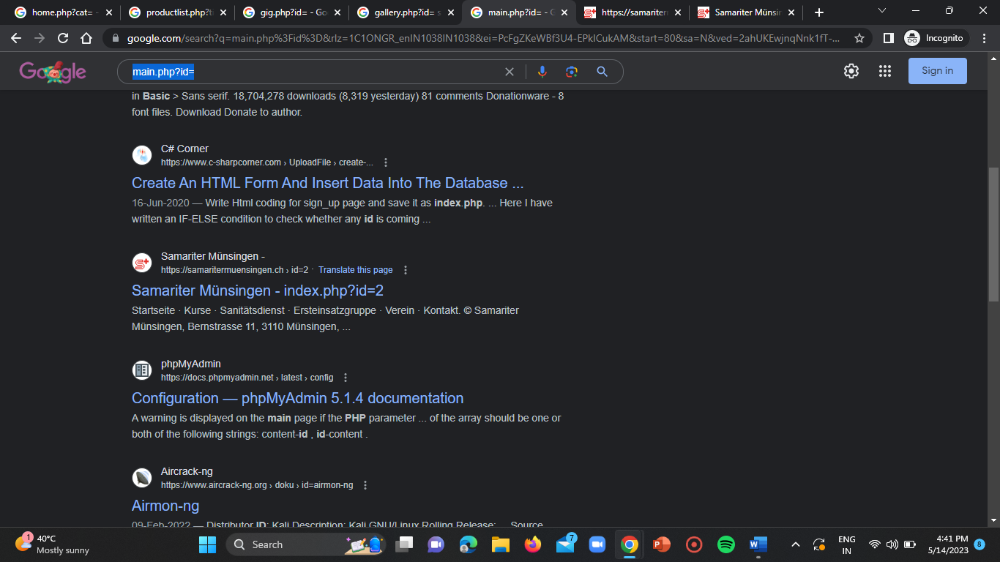 home.php?cat= -
productlist.php?t
gig.php?id= - Go
gallery.php?id= s
main.php?id= - G
https://samariter
Samariter Münsin
google.com/search?q=main.php%3Fid%3D&rlz=1C1ONGR_enIN1038IN1038&ei=PcFgZKeWBf3U4-EPkICukAM&start=80&sa=N&ved=2ahUKEwjnqNnk1fT-...
Incognito
Google
main.php?id=
Sign in
in Basic > Sans serif. 18,704,278 downloads (8,319 yesterday) 81 comments Donationware - 8
font files. Download Donate to author.
C# Corner
https://www.c-sharpcorner.com › UploadFile › create-...
Create An HTML Form And Insert Data Into The Database ...
16-Jun-2020 — Write Html coding for sign_up page and save it as index.php. ... Here I have
written an IF-ELSE condition to check whether any id is coming ...
Samariter Münsingen -
https://samaritermuensingen.ch › id=2 · Translate this page
Samariter Münsingen - index.php?id=2
Startseite · Kurse · Sanitätsdienst · Ersteinsatzgruppe · Verein · Kontakt. © Samariter
Münsingen, Bernstrasse 11, 3110 Münsingen, ...
phpMyAdmin
https://docs.phpmyadmin.net › latest › config
Configuration — phpMyAdmin 5.1.4 documentation
A warning is displayed on the main page if the PHP parameter ... of the array should be one or
both of the following strings: content-id , id-content .
Aircrack-ng
https://www.aircrack-ng.org › doku › id=airmon-ng
Airmon-ng
09-Feb-2022 — Distributor ID: Kali Description: Kali GNU/Linux Rolling Release: ... Source
1
40°C
Mostly sunny
Search
7
ENG
IN
4:41 PM
5/14/2023
8